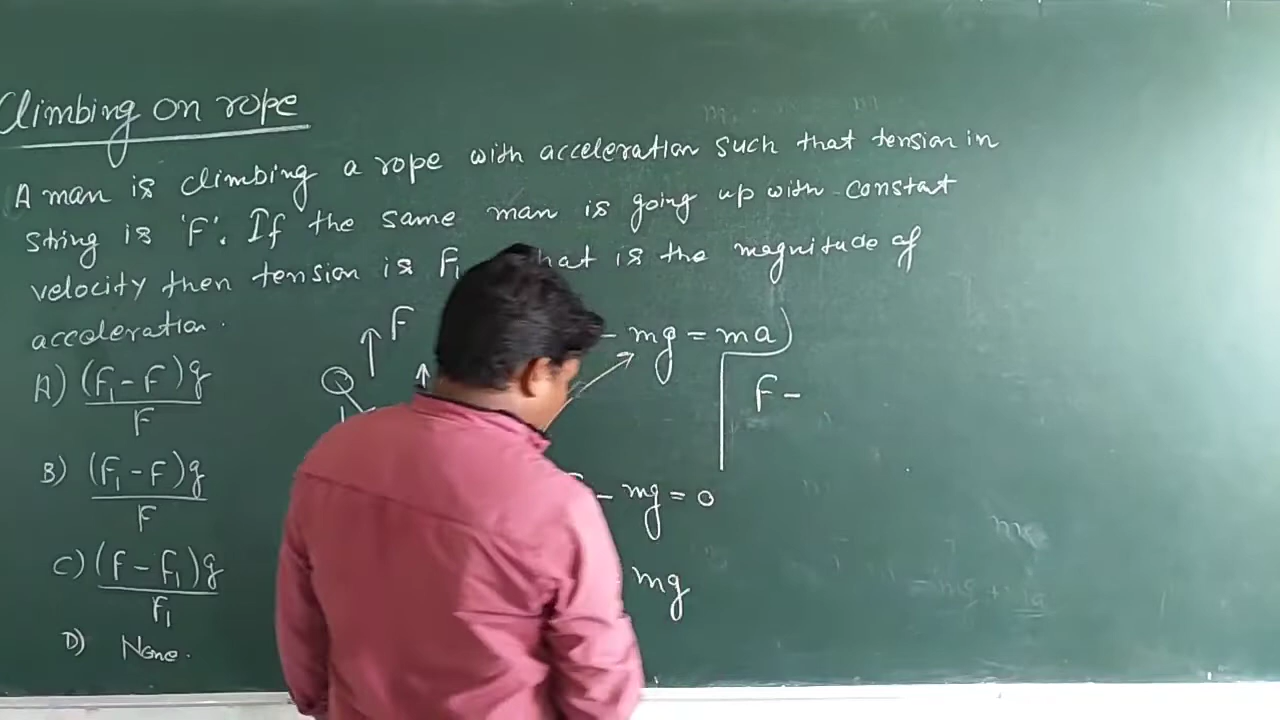 Climbing on rope
A man is climbing a rope with acceleration such that tension in
string is 'F'. If the same man is going up with constant
velocity then tension is F₁ is the magnitude of
acceleration.
A) (F₁ - F)g
F
B) (F₁ - F)g
F
C) (F - F₁)g
F₁
D) None.
F
- mg = ma
F -
- mg = 0
mg